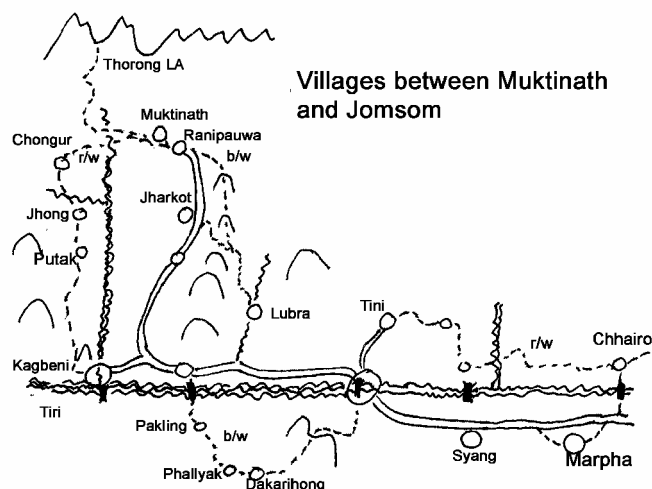 Thorong LA
Villages between Muktinath
and Jomsom
Muktinath
Chongur
Ranipauwa
r/w
b/w
Jharkot
Jhong
Putak
Lubra
Tini
r/w
Chhairo
Kagbeni
Tiri
Pakling
b/w
Syang
Marpha
Phallyak
Dakarihong